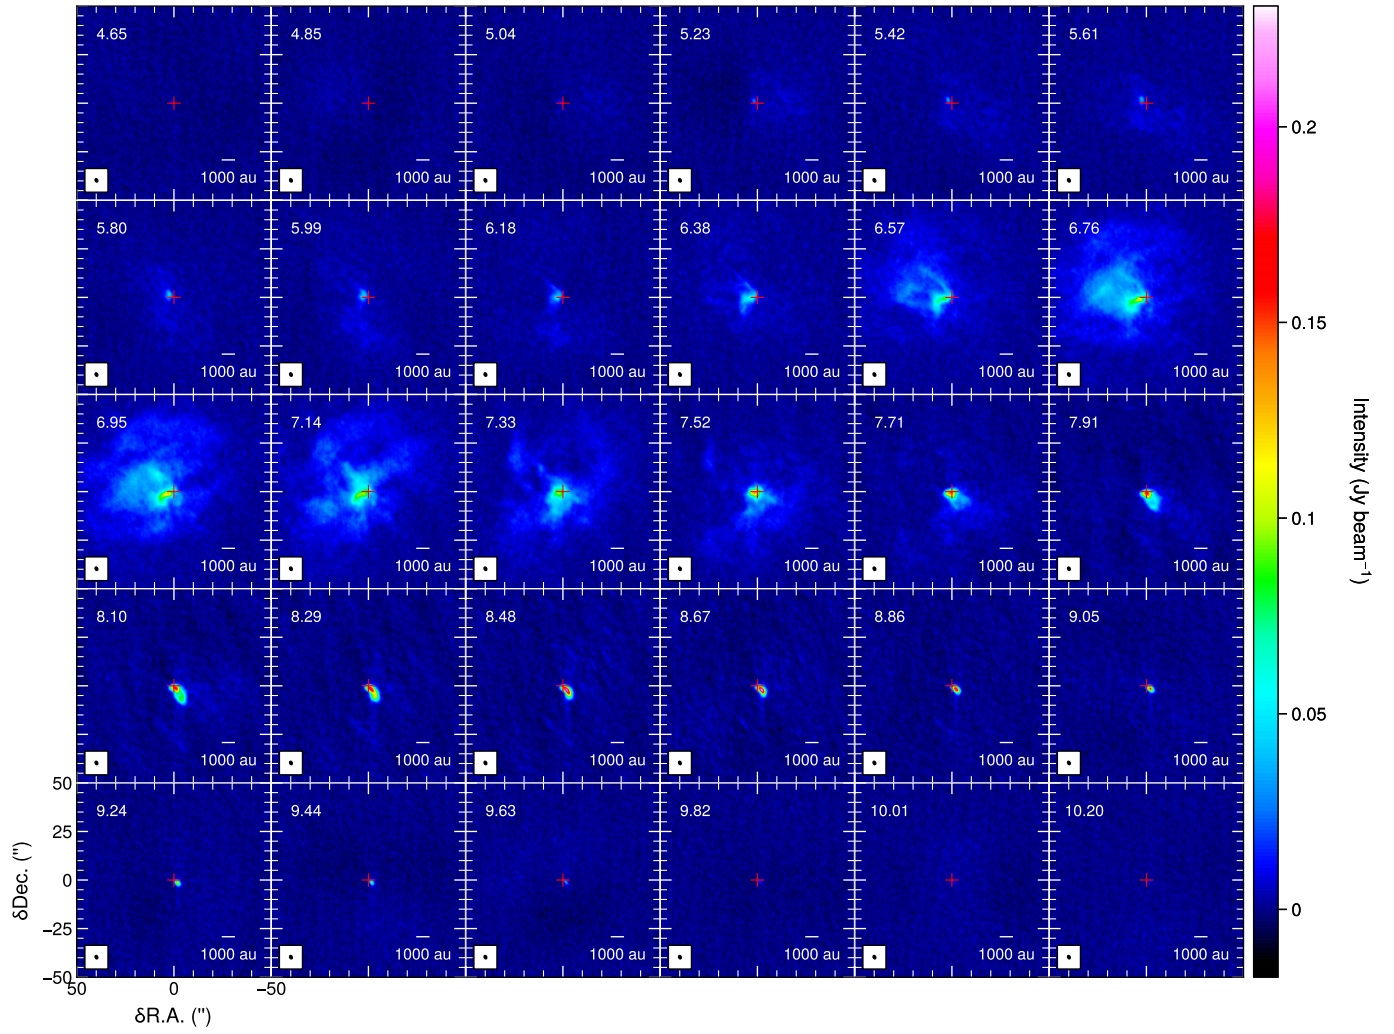 4.65 4.85 5.04 5.23 5.42 5.61
1000 au 1000 au 1000 au 1000 au 1000 au 1000 au
0.2
5.80 5.99 6.18 6.38 6.57 6.76
0.15
1000 au 1000 au 1000 au 1000 au 1000 au 1000 au
6.95 7.14 7.33 7.52 7.71 7.91
Intensity (Jy beam⁻¹)
0.1
1000 au 1000 au 1000 au 1000 au 1000 au 1000 au
8.10 8.29 8.48 8.67 8.86 9.05
0.05
1000 au 1000 au 1000 au 1000 au 1000 au 1000 au
50
9.24 9.44 9.63 9.82 10.01 10.20
25
δDec. (")
0
0
−25
1000 au 1000 au 1000 au 1000 au 1000 au 1000 au
−50
50 0 −50
δR.A. (")